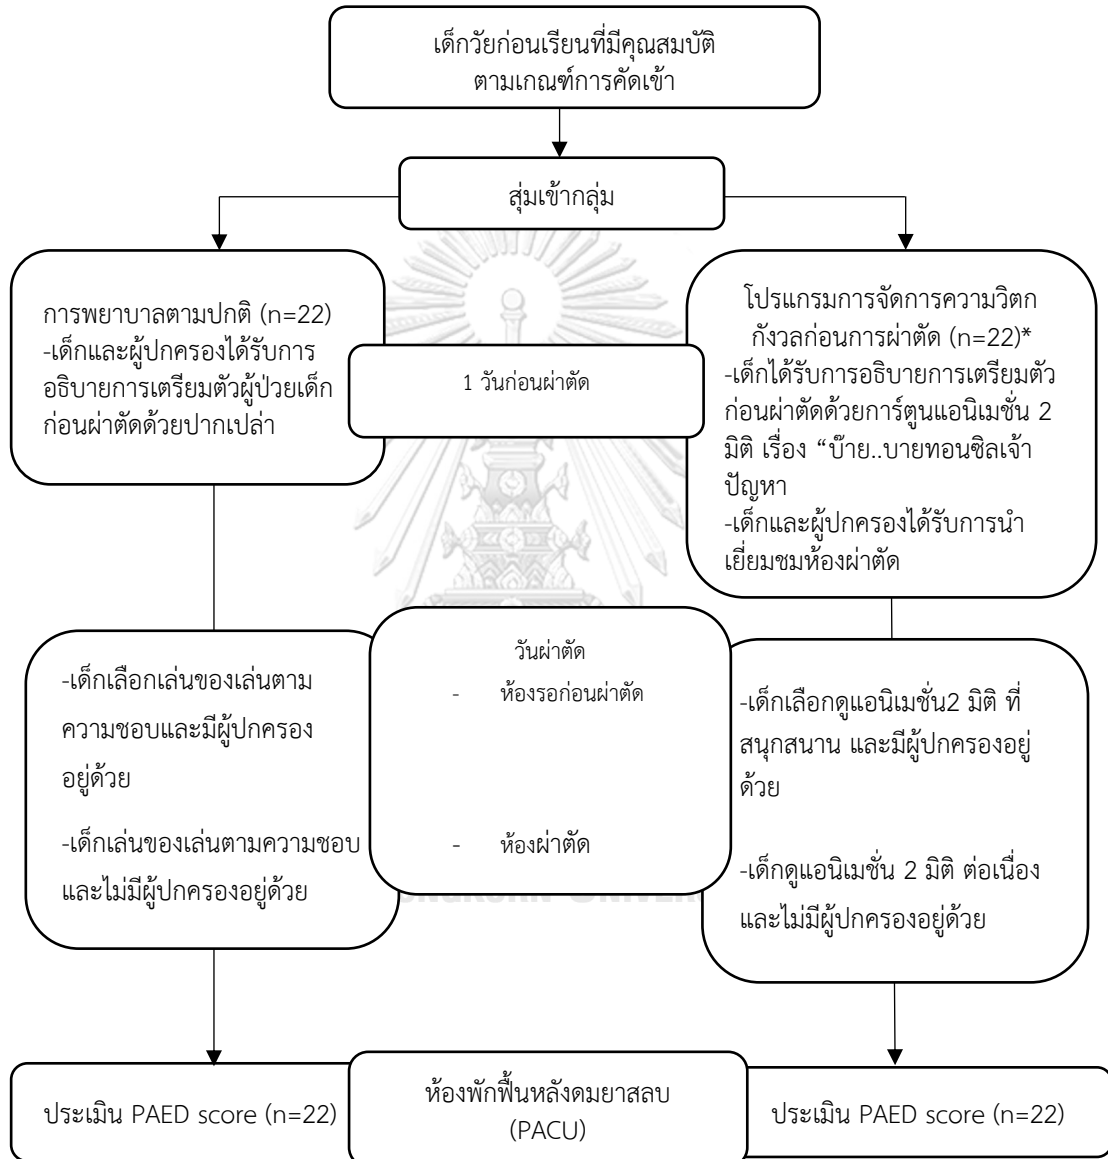 เด็กวัยก่อนเรียนที่มีคุณสมบัติ
ตามเกณฑ์การคัดเข้า
สุ่มเข้ากลุ่ม
การพยาบาลตามปกติ (n=22)
-เด็กและผู้ปกครองได้รับการ
อธิบายการเตรียมตัวผู้ป่วยเด็ก
ก่อนผ่าตัดด้วยปากเปล่า
1 วันก่อนผ่าตัด
โปรแกรมการจัดการความวิตก
กังวลก่อนการผ่าตัด (n=22)*
-เด็กได้รับการอธิบายการเตรียมตัว
ก่อนผ่าตัดด้วยการ์ตูนแอนิเมชั่น 2
มิติ เรื่อง “บ๊าย..บายทอนซิลเจ้า
ปัญหา
-เด็กและผู้ปกครองได้รับการนำ
เยี่ยมชมห้องผ่าตัด
-เด็กเลือกเล่นของเล่นตาม
ความชอบและมีผู้ปกครอง
อยู่ด้วย
-เด็กเล่นของเล่นตามความชอบ
และไม่มีผู้ปกครองอยู่ด้วย
วันผ่าตัด
- ห้องรอก่อนผ่าตัด
- ห้องผ่าตัด
-เด็กเลือกดูแอนิเมชั่น2 มิติ ที่
สนุกสนาน และมีผู้ปกครองอยู่
ด้วย
-เด็กดูแอนิเมชั่น 2 มิติ ต่อเนื่อง
และไม่มีผู้ปกครองอยู่ด้วย
ประเมิน PAED score (n=22)
ห้องพักฟื้นหลังดมยาสลบ
(PACU)
ประเมิน PAED score (n=22)